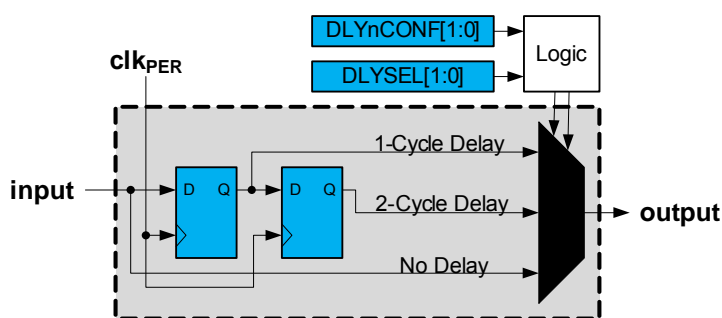 DLYnCONF[1:0]
DLYSEL[1:0]
Logic
clkPER
1-Cycle Delay
input
D Q
D Q
2-Cycle Delay
output
No Delay